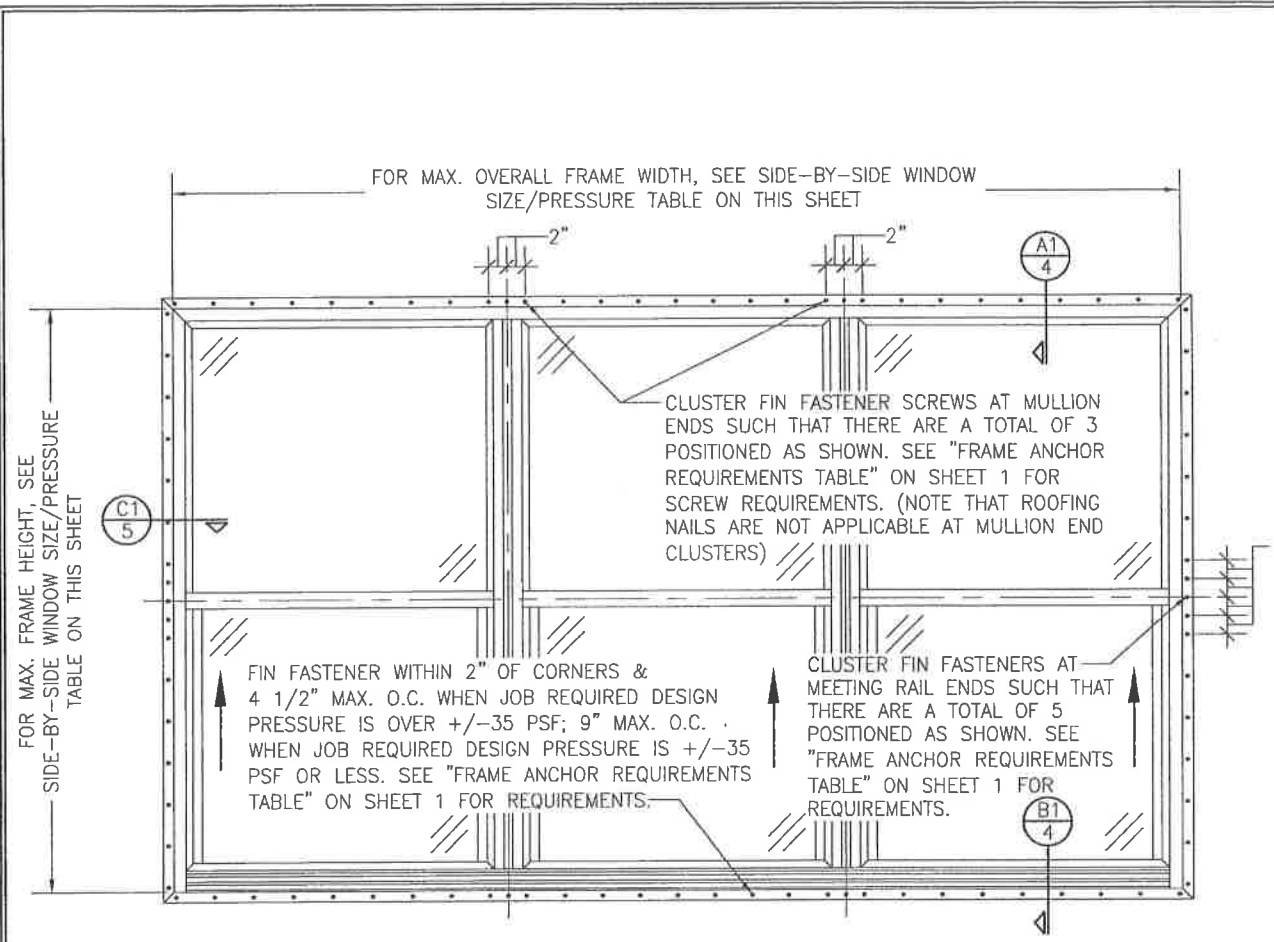 FOR MAX. OVERALL FRAME WIDTH, SEE SIDE-BY-SIDE WINDOW
SIZE/PRESSURE TABLE ON THIS SHEET
2"
2"
A1
4
CLUSTER FIN FASTENER SCREWS AT MULLION
ENDS SUCH THAT THERE ARE A TOTAL OF 3
POSITIONED AS SHOWN. SEE "FRAME ANCHOR
REQUIREMENTS TABLE" ON SHEET 1 FOR
SCREW REQUIREMENTS. (NOTE THAT ROOFING
NAILS ARE NOT APPLICABLE AT MULLION END
CLUSTERS)
FOR MAX. FRAME HEIGHT, SEE
SIDE-BY-SIDE WINDOW SIZE/PRESSURE
TABLE ON THIS SHEET
C1
5
FIN FASTENER WITHIN 2" OF CORNERS &
4 1/2" MAX. O.C. WHEN JOB REQUIRED DESIGN
PRESSURE IS OVER +/-35 PSF; 9" MAX. O.C.
WHEN JOB REQUIRED DESIGN PRESSURE IS +/-35
PSF OR LESS. SEE "FRAME ANCHOR REQUIREMENTS
TABLE" ON SHEET 1 FOR REQUIREMENTS.
CLUSTER FIN FASTENERS AT
MEETING RAIL ENDS SUCH THAT
THERE ARE A TOTAL OF 5
POSITIONED AS SHOWN. SEE
"FRAME ANCHOR REQUIREMENTS
TABLE" ON SHEET 1 FOR
REQUIREMENTS.
B1
4